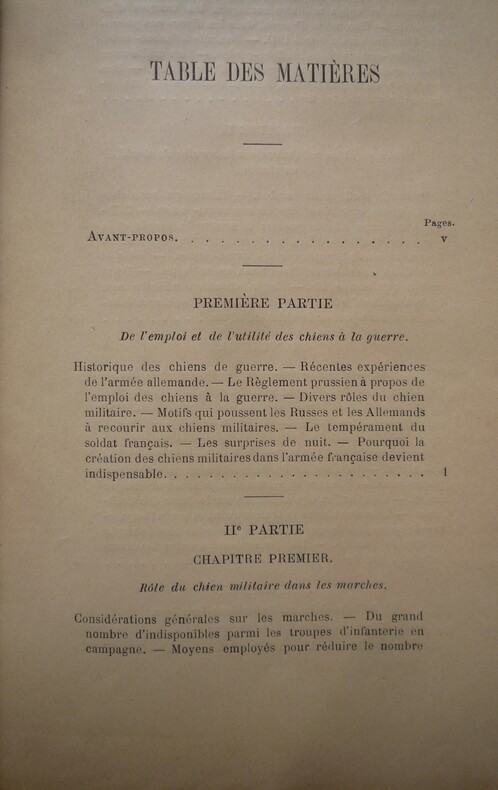 TABLE DES MATIÈRES
Pages.
AVANT-PROPOS. . . . . . . . . . . . . . . . . v
PREMIÈRE PARTIE
De l'emploi et de l'utilité des chiens à la guerre.
Historique des chiens de guerre. — Récentes expériences
de l'armée allemande. — Le Règlement prussien à propos de
l'emploi des chiens à la guerre. — Divers rôles du chien
militaire. — Motifs qui poussent les Russes et les Allemands
à recourir aux chiens militaires. — Le tempérament du
soldat français. — Les surprises de nuit. — Pourquoi la
création des chiens militaires dans l'armée française devient
indispensable. . . . . . . . . . . . . . . . . . . . . 1
IIe PARTIE
CHAPITRE PREMIER.
Rôle du chien militaire dans les marches.
Considérations générales sur les marches. — Du grand
nombre d'indisponibles parmi les troupes d'infanterie en
campagne. — Moyens employés pour réduire le nombre